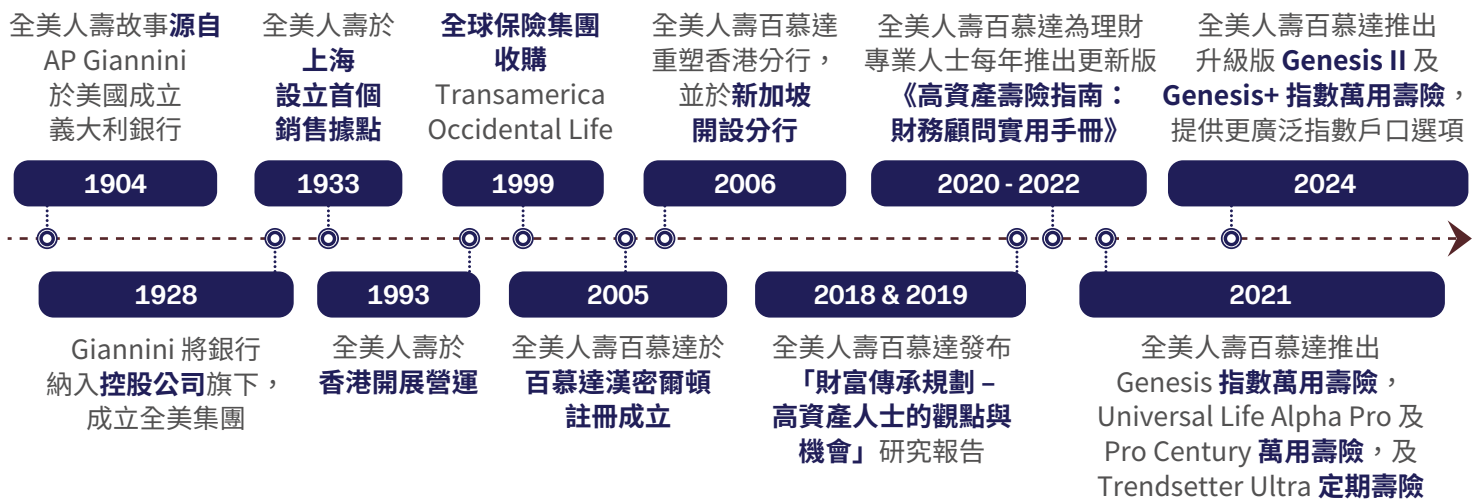 全美人壽故事源自
AP Giannini
於美國成立
義大利銀行
1904
全美人壽於
上海
設立首個
銷售據點
1933
全球保險集團
收購
Transamerica
Occidental Life
1999
全美人壽百慕達
重塑香港分行，
並於新加坡
開設分行
2006
全美人壽百慕達為理財
專業人士每年推出更新版
《高資產壽險指南：
財務顧問實用手冊》
2020 - 2022
全美人壽百慕達推出
升級版 Genesis II 及
Genesis+ 指數萬用壽險，
提供更廣泛指數戶口選項
2024
1928
Giannini 將銀行
納入控股公司旗下，
成立全美集團
1993
全美人壽於
香港開展營運
2005
全美人壽百慕達於
百慕達漢密爾頓
註冊成立
2018 & 2019
全美人壽百慕達發布
「財富傳承規劃 –
高資產人士的觀點與
機會」研究報告
2021
全美人壽百慕達推出
Genesis 指數萬用壽險，
Universal Life Alpha Pro 及
Pro Century 萬用壽險，及
Trendsetter Ultra 定期壽險